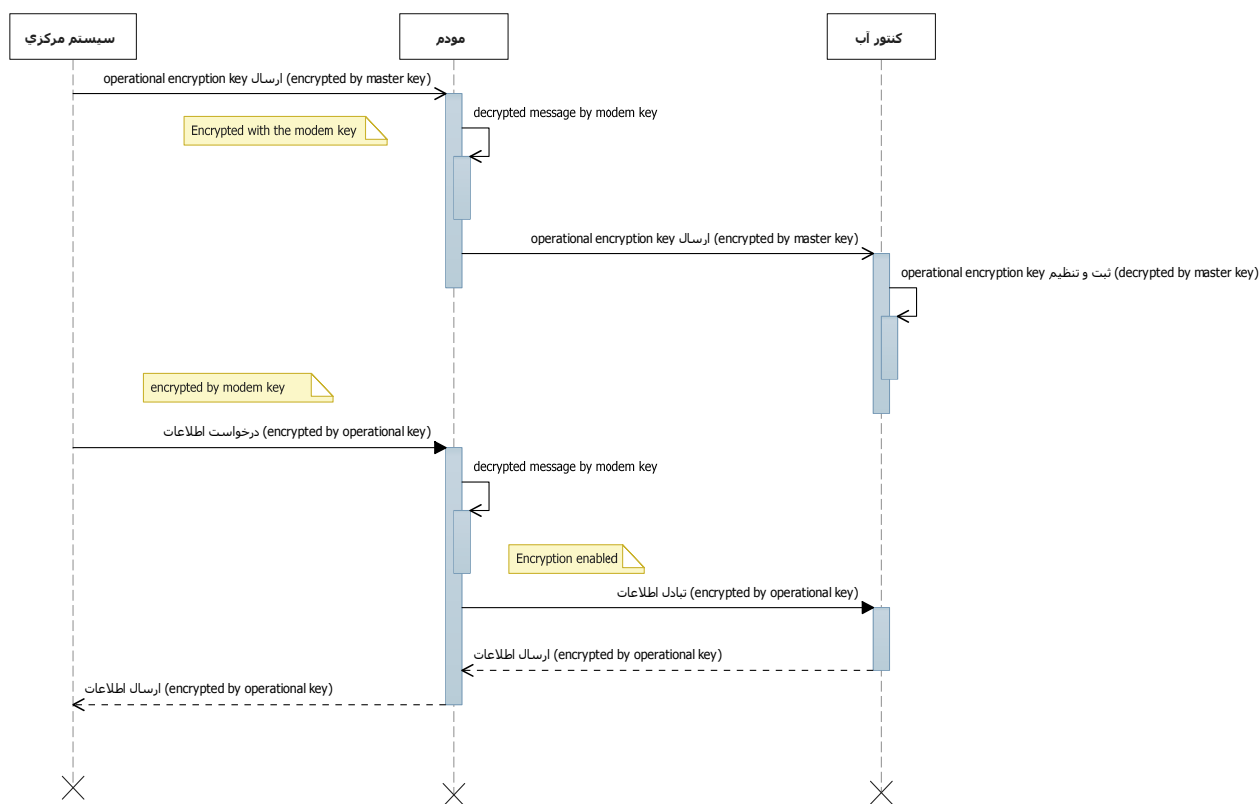 سیستم مرکزي
مودم
کنتور آب
ارسال operational encryption key (encrypted by master key)
decrypted message by modem key
Encrypted with the modem key
ارسال operational encryption key (encrypted by master key)
ثبت و تنظیم operational encryption key (decrypted by master key)
encrypted by modem key
درخواست اطلاعات (encrypted by operational key)
decrypted message by modem key
Encryption enabled
تبادل اطلاعات (encrypted by operational key)
ارسال اطلاعات (encrypted by operational key)
ارسال اطلاعات (encrypted by operational key)